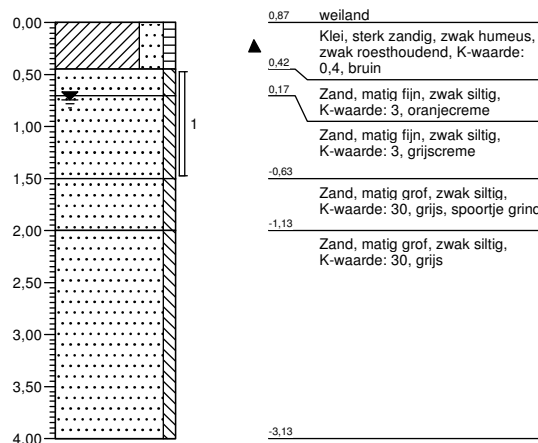 0,00
0,50
1,00
1,50
2,00
2,50
3,00
3,50
4,00
1
0,87
weiland
Klei, sterk zandig, zwak humeus,
zwak roesthoudend, K-waarde:
0,4, bruin
0,42
Zand, matig fijn, zwak siltig,
K-waarde: 3, oranjecreme
0,17
Zand, matig fijn, zwak siltig,
K-waarde: 3, grijscreme
-0,63
Zand, matig grof, zwak siltig,
K-waarde: 30, grijs, spoortje grind
-1,13
Zand, matig grof, zwak siltig,
K-waarde: 30, grijs
-3,13